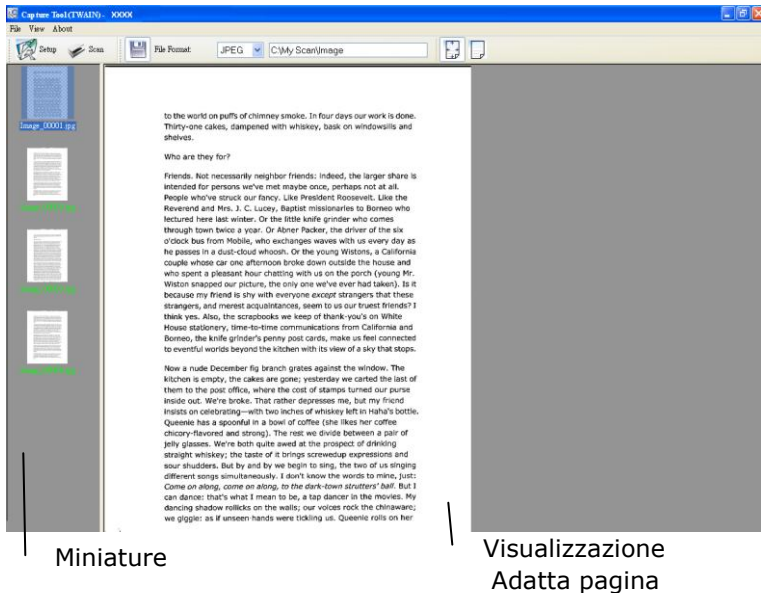 Capture Tool(TWAIN) - XXXX
File View About
Setup Scan File Format: JPEG C:\My Scan\Image
Image_00001.jpg
to the world on puffs of chimney smoke. In four days our work is done.
Thirty-one cakes, dampened with whiskey, bask on windowsills and
shelves.
Who are they for?
Friends. Not necessarily neighbor friends: indeed, the larger share is
intended for persons we've met maybe once, perhaps not at all.
People who've struck our fancy. Like President Roosevelt. Like the
Reverend and Mrs. J. C. Lucey, Baptist missionaries to Borneo who
lectured here last winter. Or the little knife grinder who comes
through town twice a year. Or Abner Packer, the driver of the six
o'clock bus from Mobile, who exchanges waves with us every day as
he passes in a dust-cloud whoosh. Or the young Wistons, a California
couple whose car one afternoon broke down outside the house and
who spent a pleasant hour chatting with us on the porch (young Mr.
Wiston snapped our picture, the only one we've ever had taken). Is it
because my friend is shy with everyone except strangers that these
strangers, and merest acquaintances, seem to us our truest friends? I
think yes. Also, the scrapbooks we keep of thank-you's on White
House stationery, time-to-time communications from California and
Borneo, the knife grinder's penny post cards, make us feel connected
to eventful worlds beyond the kitchen with its view of a sky that stops.
Now a nude December fig branch grates against the window. The
kitchen is empty, the cakes are gone; yesterday we carted the last of
them to the post office, where the cost of stamps turned our purse
inside out. We're broke. That rather depresses me, but my friend
insists on celebrating—with two inches of whiskey left in Haha's bottle.
Queenie has a spoonful in a bowl of coffee (she likes her coffee
chicory-flavored and strong). The rest we divide between a pair of
jelly glasses. We're both quite awed at the prospect of drinking
straight whiskey; the taste of it brings screwedup expressions and
sour shudders. But by and by we begin to sing, the two of us singing
different songs simultaneously. I don't know the words to mine, just:
Come on along, come on along, to the dark-town strutters' ball. But I
can dance: that's what I mean to be, a tap dancer in the movies. My
dancing shadow rollicks on the walls; our voices rock the chinaware;
we giggle: as if unseen hands were tickling us. Queenie rolls on her
Miniature
Visualizzazione
Adatta pagina